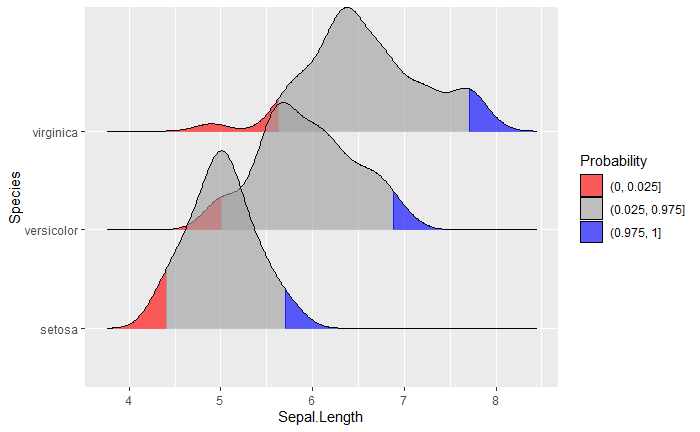 virginica
versicolor
setosa
Species
4 5 6 7 8
Sepal.Length
Probability
(0, 0.025]
(0.025, 0.975]
(0.975, 1]